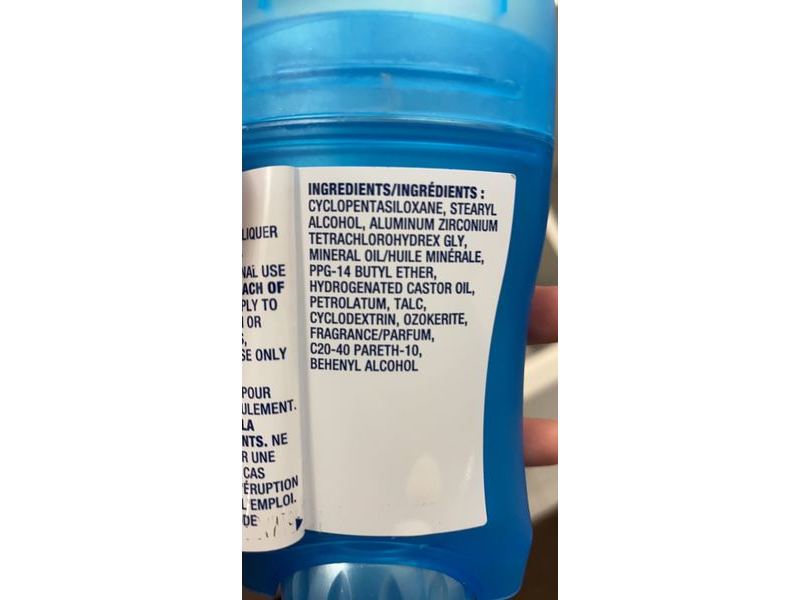 LIQUER
NAL USE
ACH OF
PLY TO
OR
SE ONLY
POUR
ULEMENT.
LA
NTS. NE
R UNE
CAS
ÉRUPTION
L'EMPLOI.
DE
INGREDIENTS/INGRÉDIENTS :
CYCLOPENTASILOXANE, STEARYL
ALCOHOL, ALUMINUM ZIRCONIUM
TETRACHLOROHYDREX GLY,
MINERAL OIL/HUILE MINÉRALE,
PPG-14 BUTYL ETHER,
HYDROGENATED CASTOR OIL,
PETROLATUM, TALC,
CYCLODEXTRIN, OZOKERITE,
FRAGRANCE/PARFUM,
C20-40 PARETH-10,
BEHENYL ALCOHOL